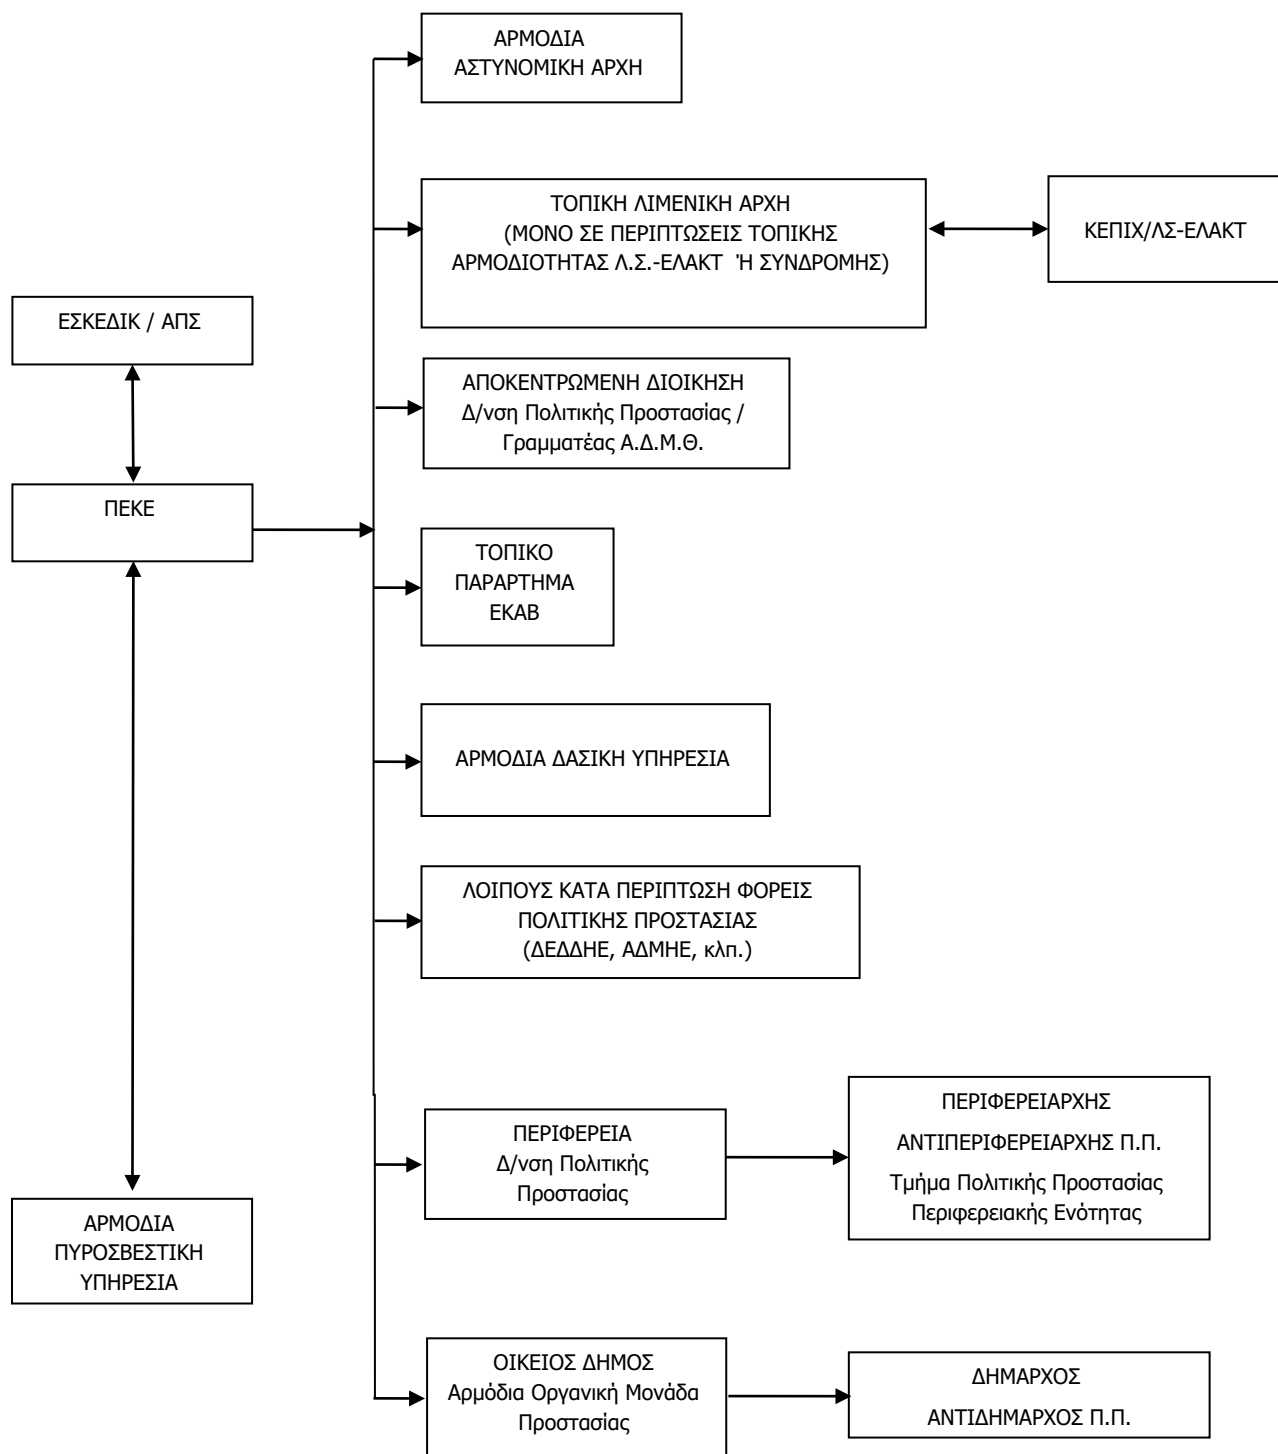 ΑΡΜΟΔΙΑ
ΑΣΤΥΝΟΜΙΚΗ ΑΡΧΗ
ΤΟΠΙΚΗ ΛΙΜΕΝΙΚΗ ΑΡΧΗ
(ΜΟΝΟ ΣΕ ΠΕΡΙΠΤΩΣΕΙΣ ΤΟΠΙΚΗΣ
ΑΡΜΟΔΙΟΤΗΤΑΣ Λ.Σ.-ΕΛΑΚΤ Ή ΣΥΝΔΡΟΜΗΣ)
ΚΕΠΙΧ/ΛΣ-ΕΛΑΚΤ
ΕΣΚΕΔΙΚ / ΑΠΣ
ΑΠΟΚΕΝΤΡΩΜΕΝΗ ΔΙΟΙΚΗΣΗ
Δ/νση Πολιτικής Προστασίας /
Γραμματέας Α.Δ.Μ.Θ.
ΠΕΚΕ
ΤΟΠΙΚΟ
ΠΑΡΑΡΤΗΜΑ
ΕΚΑΒ
ΑΡΜΟΔΙΑ ΔΑΣΙΚΗ ΥΠΗΡΕΣΙΑ
ΛΟΙΠΟΥΣ ΚΑΤΑ ΠΕΡΙΠΤΩΣΗ ΦΟΡΕΙΣ
ΠΟΛΙΤΙΚΗΣ ΠΡΟΣΤΑΣΙΑΣ
(ΔΕΔΔΗΕ, ΑΔΜΗΕ, κλπ.)
ΠΕΡΙΦΕΡΕΙΑ
Δ/νση Πολιτικής
Προστασίας
ΠΕΡΙΦΕΡΕΙΑΡΧΗΣ
ΑΝΤΙΠΕΡΙΦΕΡΕΙΑΡΧΗΣ Π.Π.
Τμήμα Πολιτικής Προστασίας
Περιφερειακής Ενότητας
ΑΡΜΟΔΙΑ
ΠΥΡΟΣΒΕΣΤΙΚΗ
ΥΠΗΡΕΣΙΑ
ΟΙΚΕΙΟΣ ΔΗΜΟΣ
Αρμόδια Οργανική Μονάδα
Προστασίας
ΔΗΜΑΡΧΟΣ
ΑΝΤΙΔΗΜΑΡΧΟΣ Π.Π.